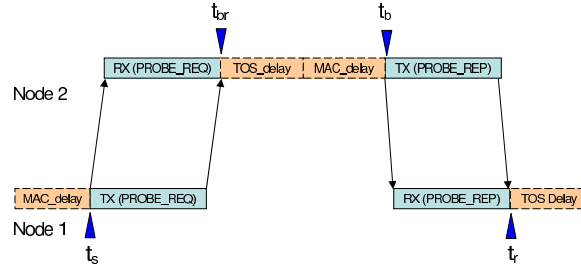 t_br t_b
RX (PROBE_REQ) TOS_delay MAC_delay TX (PROBE_REP)
Node 2
MAC_delay TX (PROBE_REQ) RX (PROBE_REP) TOS Delay
Node 1
t_s t_r